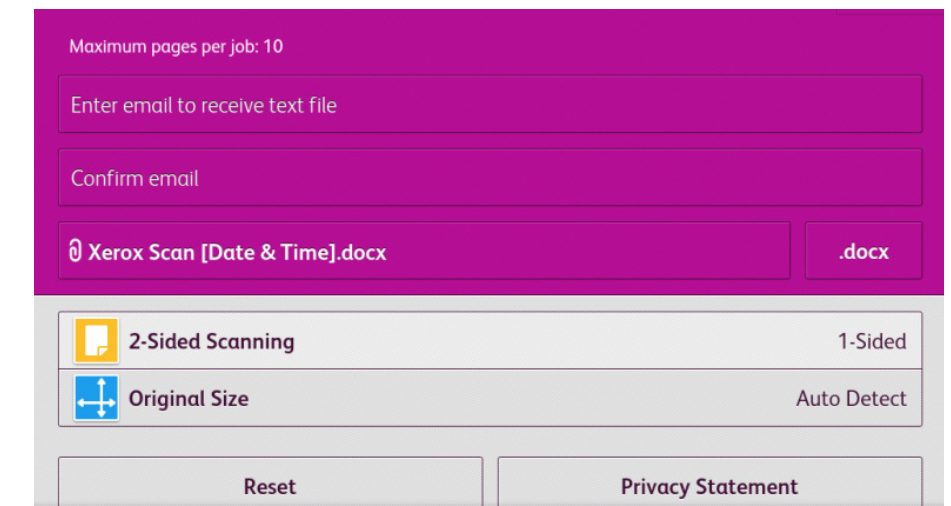 Maximum pages per job: 10
Enter email to receive text file
Confirm email
Xerox Scan [Date & Time].docx
.docx
2-Sided Scanning
1-Sided
Original Size
Auto Detect
Reset
Privacy Statement